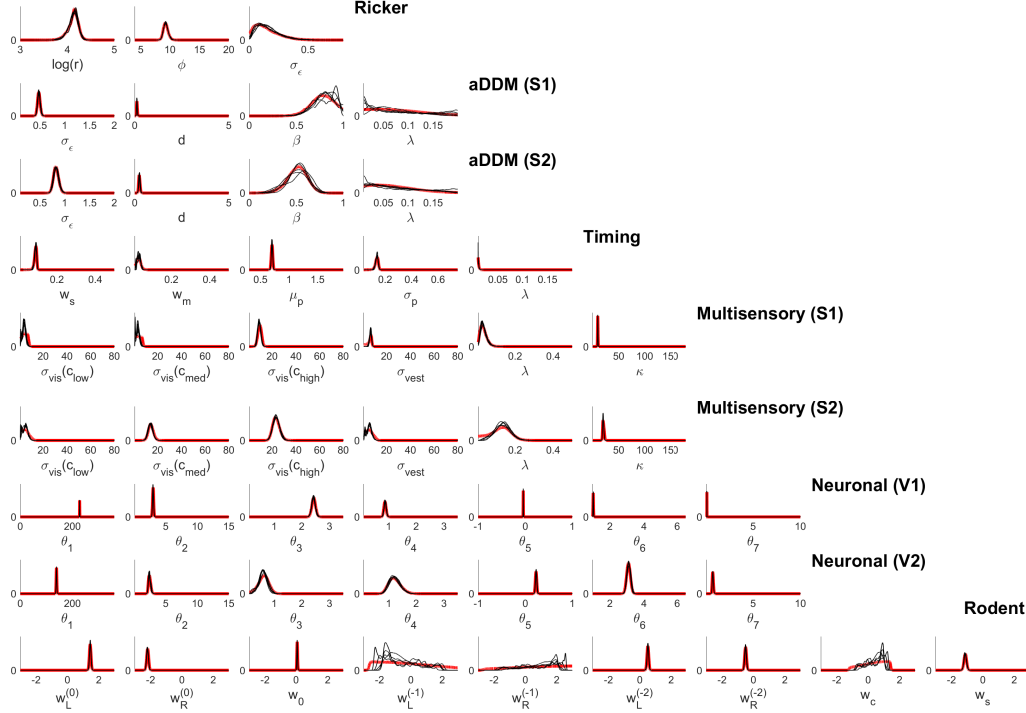 Ricker
0
3 4 5
log(r)
0
5 10 15 20
ϕ
0
0 0.5
σ_ϵ
aDDM (S1)
0
0.5 1 1.5 2
σ_ϵ
0
0 5
d
0
0 0.5 1
β
0
0.05 0.1 0.15
λ
aDDM (S2)
0
0.5 1 1.5 2
σ_ϵ
0
0 5
d
0
0 0.5 1
β
0
0.05 0.1 0.15
λ
Timing
0
0.2 0.4
w_s
0
0.2 0.4
w_m
0
0.5 1 1.5
μ_p
0
0.2 0.4 0.6
σ_p
0
0.05 0.1 0.15
λ
Multisensory (S1)
0
20 40 60 80
σ_vis(c_low)
0
20 40 60 80
σ_vis(c_med)
0
20 40 60 80
σ_vis(c_high)
0
20 40 60 80
σ_vest
0
0.2 0.4
λ
0
50 100 150
κ
Multisensory (S2)
0
20 40 60 80
σ_vis(c_low)
0
20 40 60 80
σ_vis(c_med)
0
20 40 60 80
σ_vis(c_high)
0
20 40 60 80
σ_vest
0
0.2 0.4
λ
0
50 100 150
κ
Neuronal (V1)
0
0 200
θ_1
0
5 10 15
θ_2
0
1 2 3
θ_3
0
1 2 3
θ_4
0
-1 0 1
θ_5
0
2 4 6
θ_6
0
10
θ_7
Neuronal (V2)
0
0 200
θ_1
0
5 10 15
θ_2
0
1 2 3
θ_3
0
1 2 3
θ_4
0
-1 0 1
θ_5
0
2 4 6
θ_6
0
10
θ_7
Rodent
0
-2 0 2
w_L^(0)
0
-2 0 2
w_R^(0)
0
-2 0 2
w_0
0
-2 0 2
w_L^(-1)
0
-2 0 2
w_R^(-1)
0
-2 0 2
w_L^(-2)
0
-2 0 2
w_R^(-2)
0
-2 0 2
w_c
0
-2 0 2
w_s